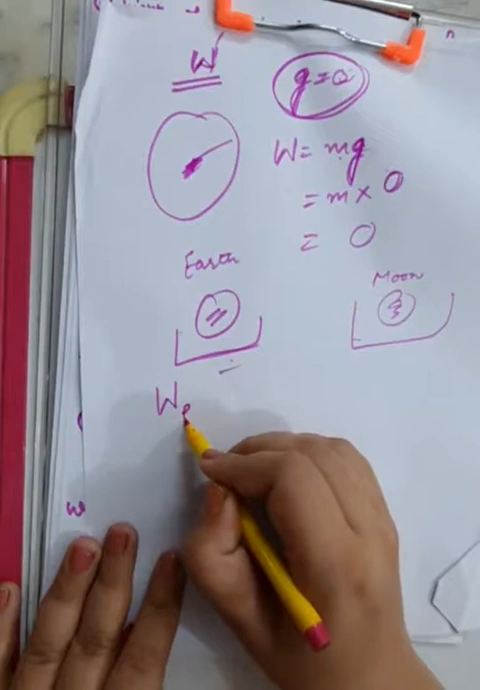 W
g=0
W= mg
= m × 0
= 0
Earth
Moon
We
w